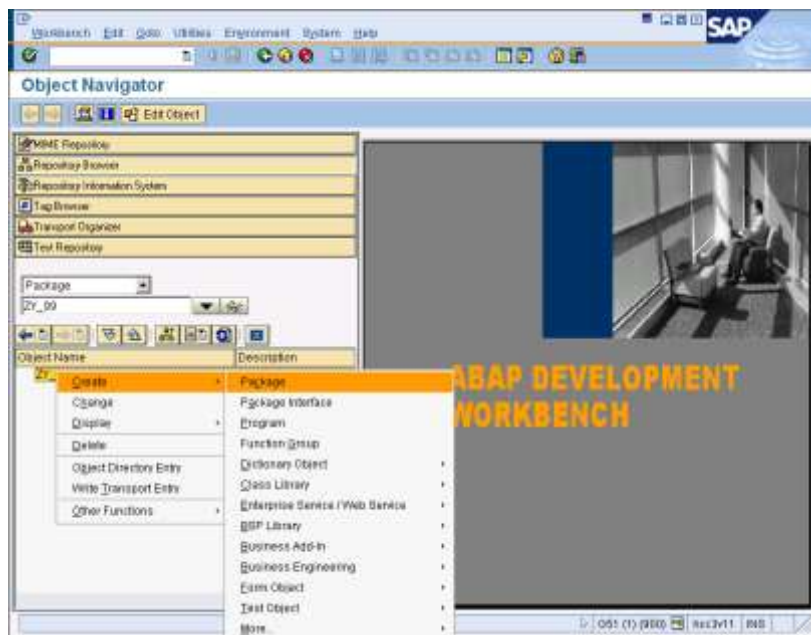 Workbench Edit Goto Utilities Environment System Help
SAP
Object Navigator
Edit Object
MIME Repository
Repository Browser
Repository Information System
Tag Browser
Transport Organizer
Test Repository
Package
ZY_09
Object Name Description
ZY_
Create
Change
Display
Delete
Object Directory Entry
Write Transport Entry
Other Functions
Package
Package Interface
Program
Function Group
Dictionary Object
Class Library
Enterprise Service / Web Service
BSP Library
Business Add-In
Business Engineering
Form Object
Test Object
More...
ABAP DEVELOPMENT
WORKBENCH
INS